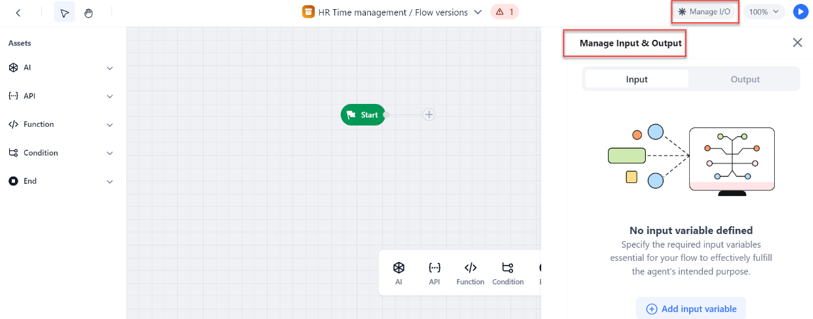 HR Time management / Flow versions
1
Manage I/O
100%
Assets
AI
API
Function
Condition
End
Start
AI
API
Function
Condition
Manage Input & Output
Input
Output
No input variable defined
Specify the required input variables
essential for your flow to effectively fulfill
the agent's intended purpose.
Add input variable